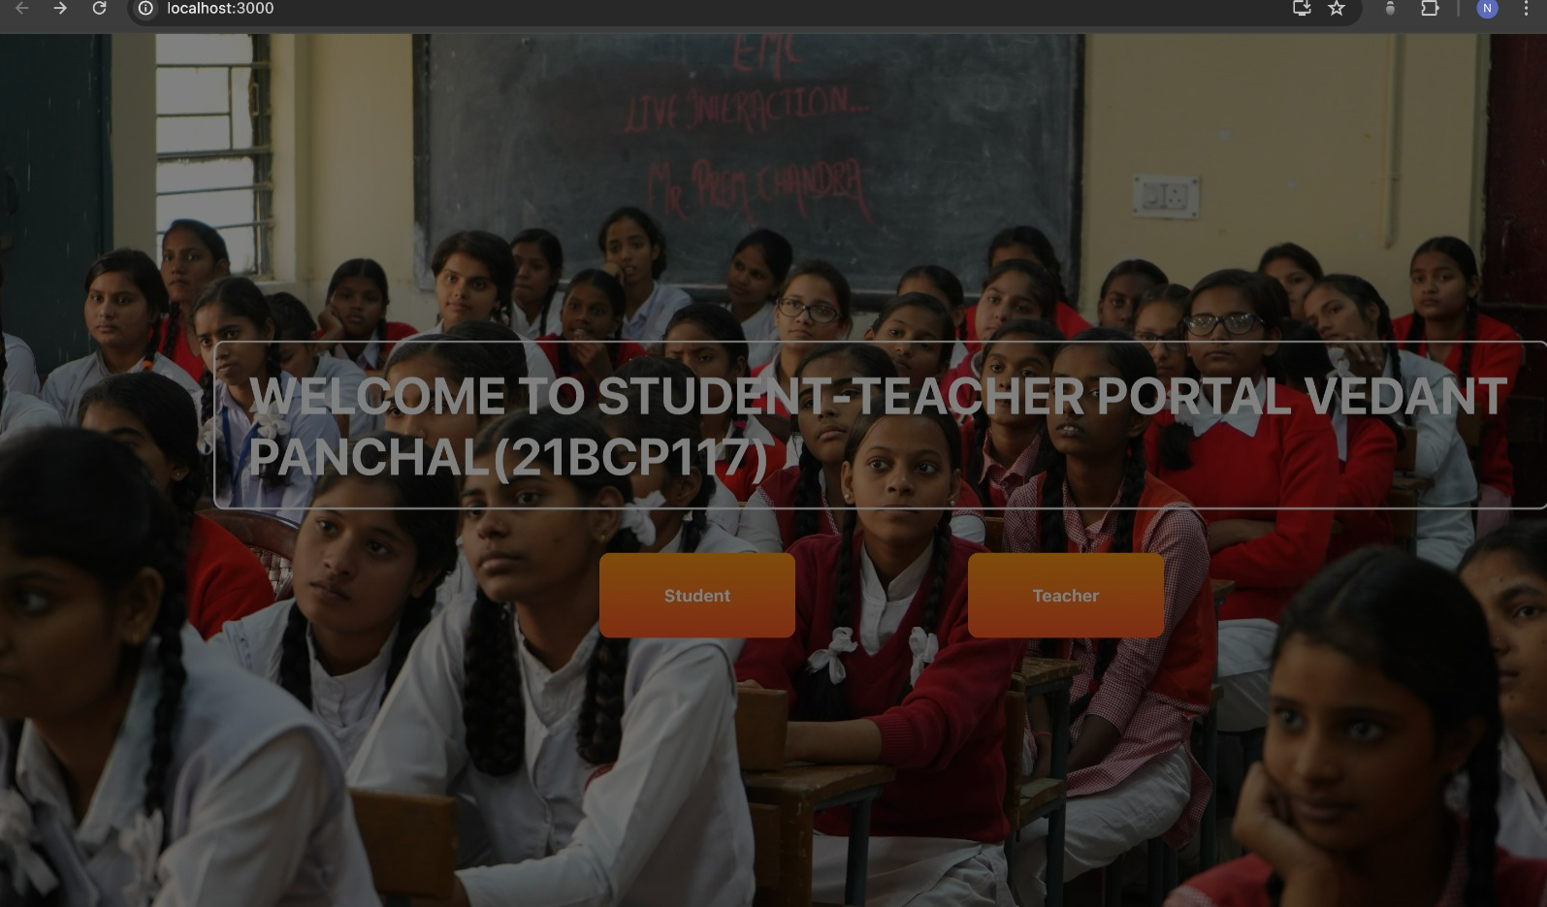 localhost:3000
N
EMC
LIVE INTERACTION...
Mr. PREM CHANDRA
WELCOME TO STUDENT-TEACHER PORTAL VEDANT
PANCHAL(21BCP117)
Student
Teacher